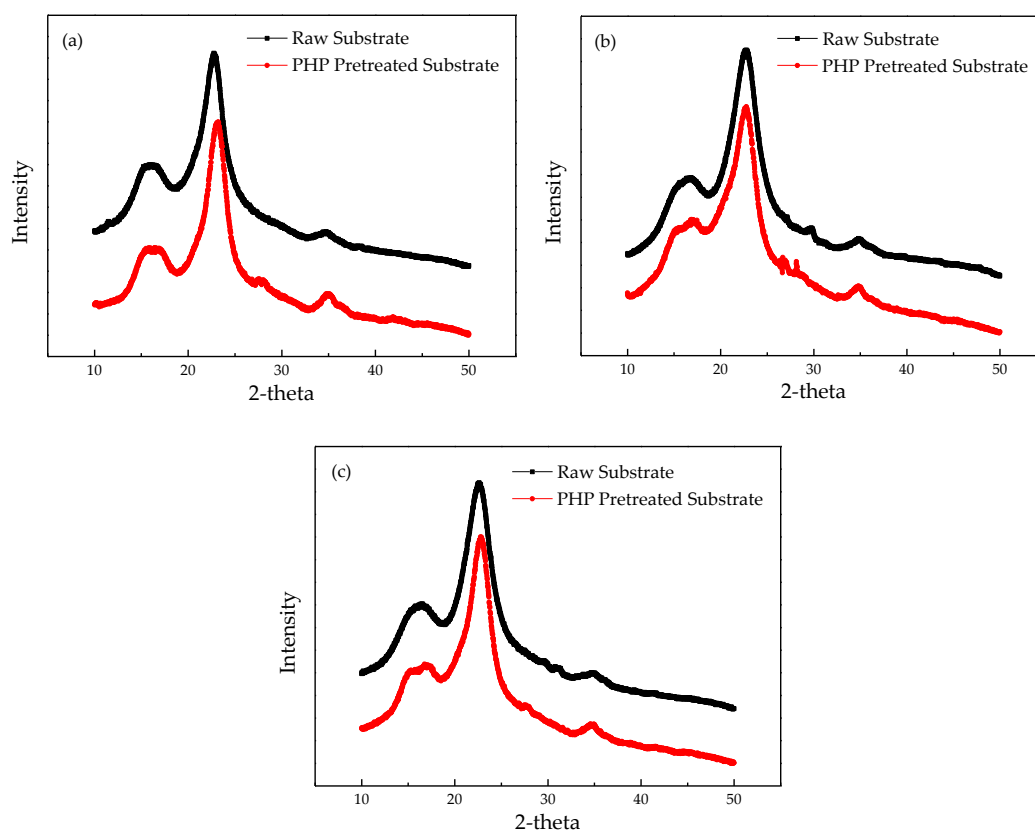 (a)
Raw Substrate
PHP Pretreated Substrate
Intensity
10 20 30 40 50
2-theta
(b)
Raw Substrate
PHP Pretreated Substrate
Intensity
10 20 30 40 50
2-theta
(c)
Raw Substrate
PHP Pretreated Substrate
Intensity
10 20 30 40 50
2-theta